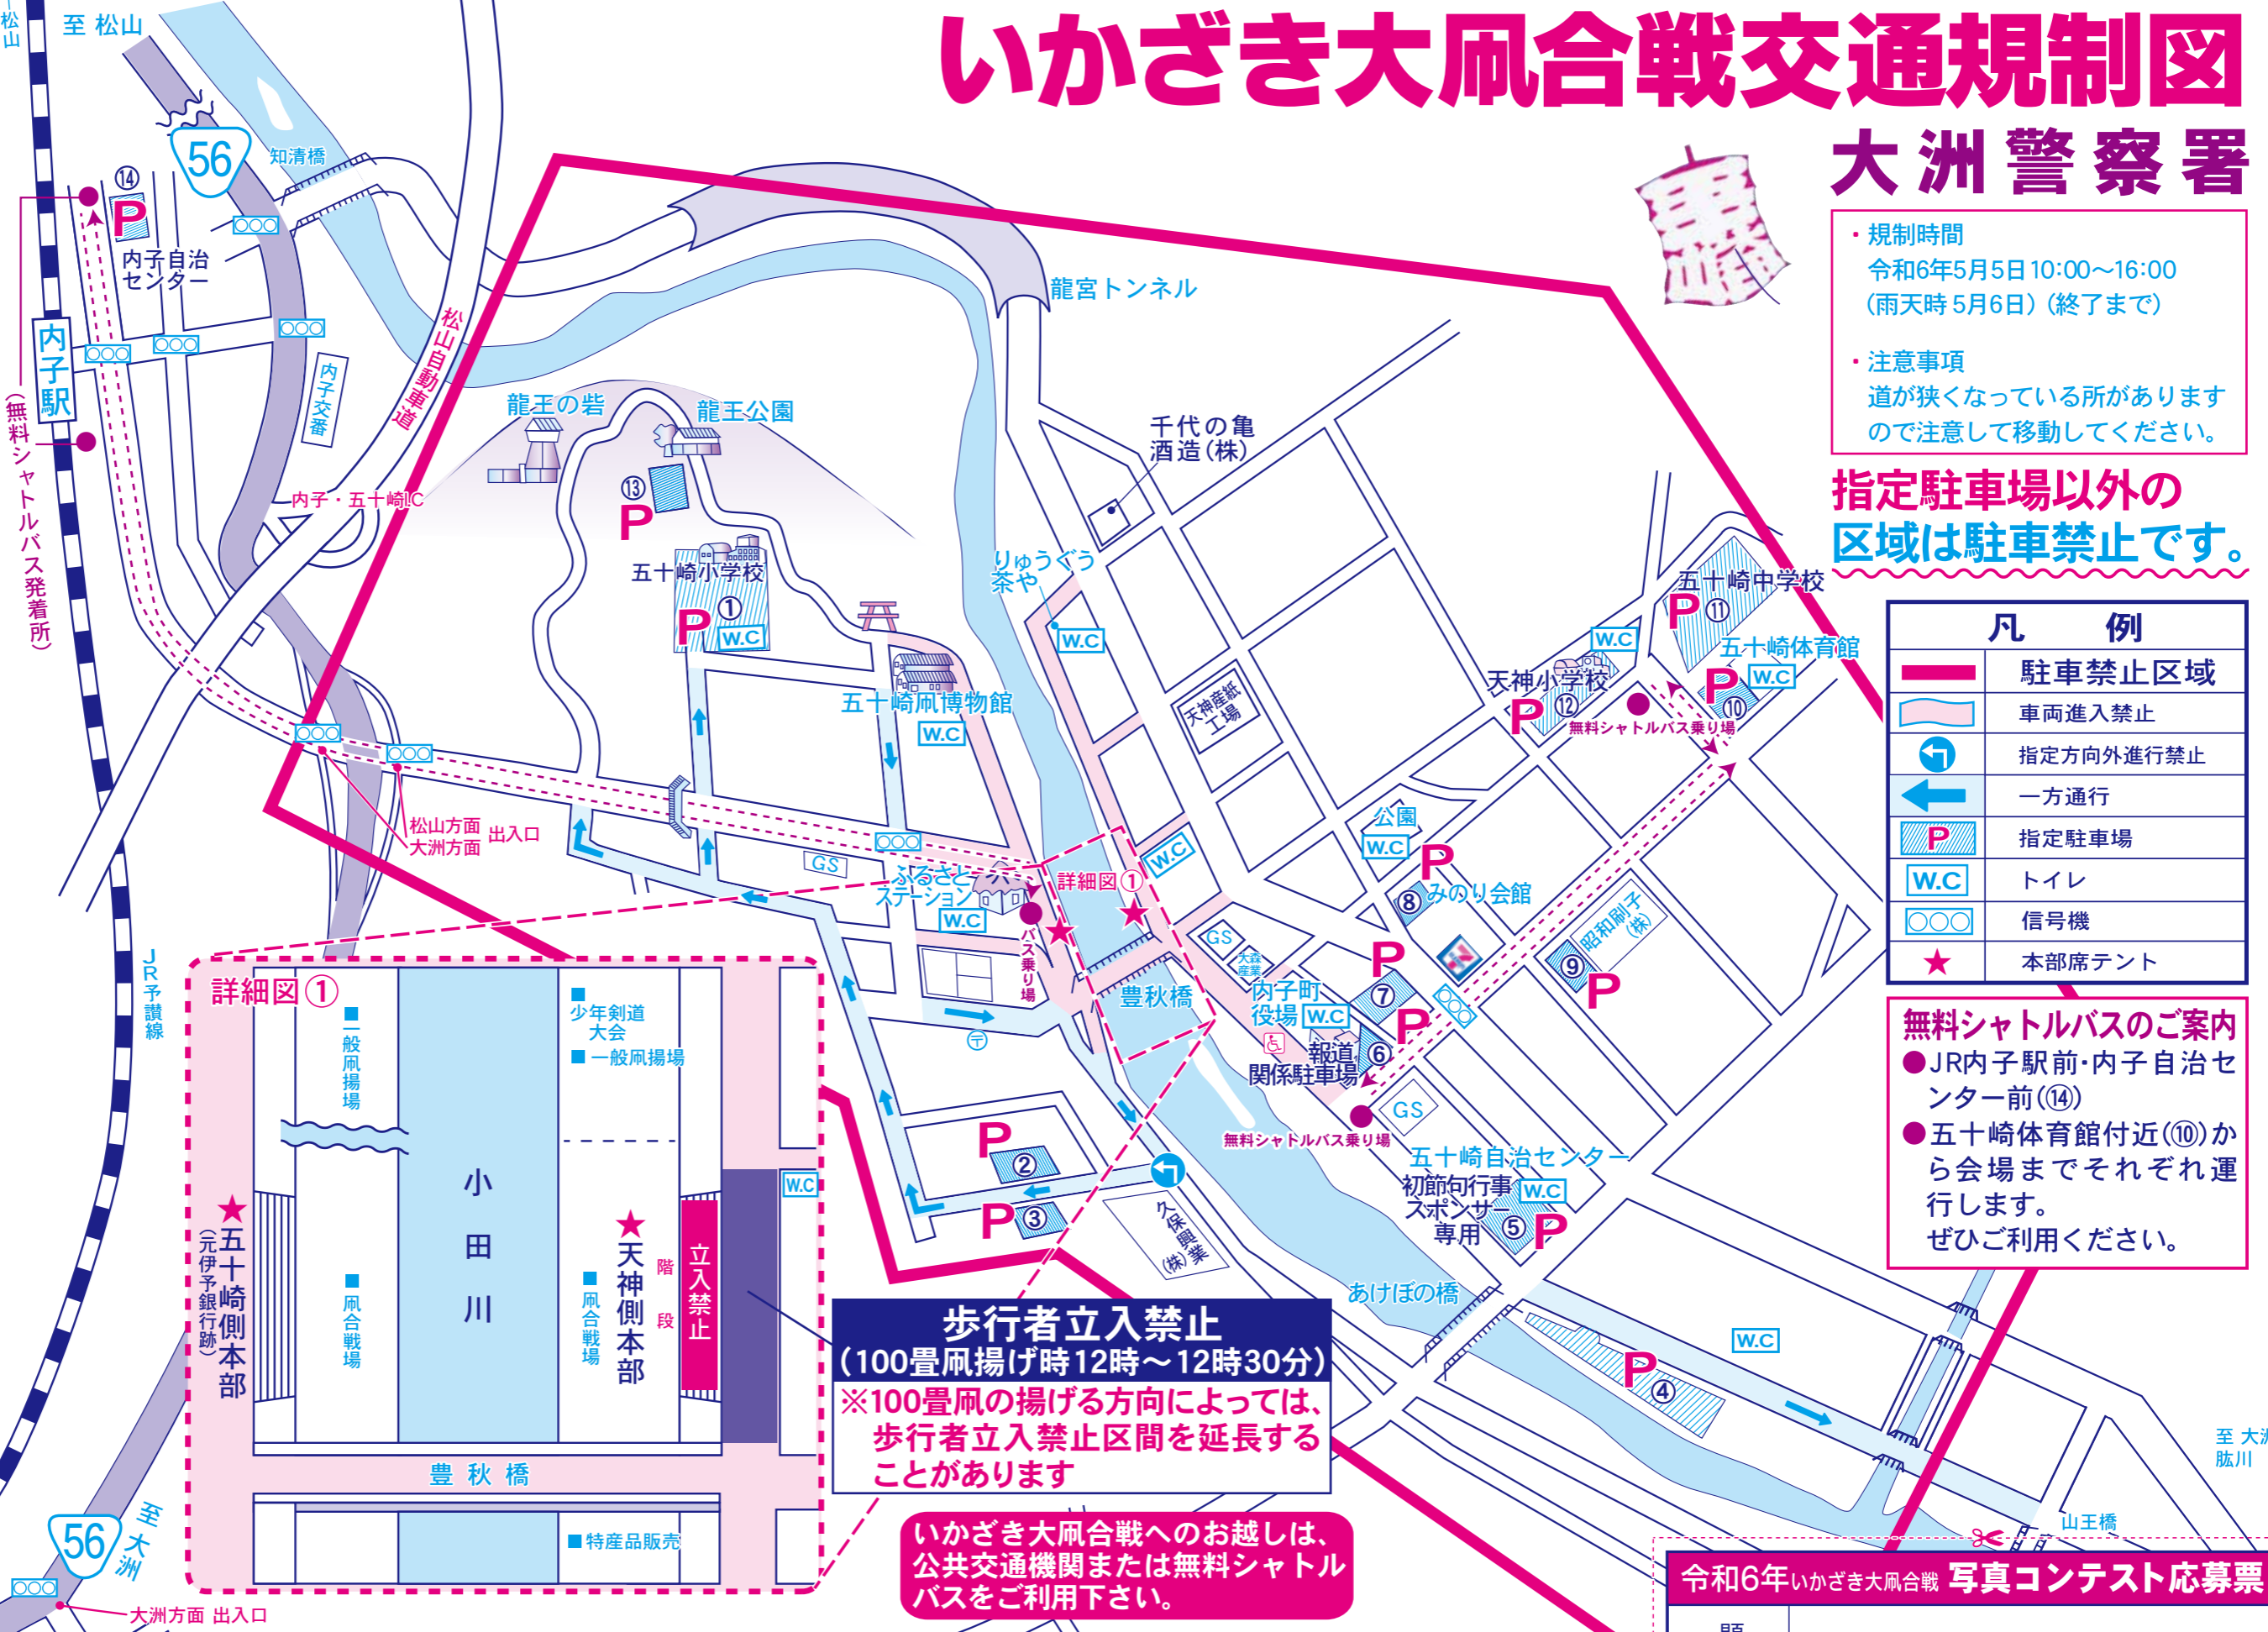 いかざき大凧合戦交通規制図
大洲警察署
・規制時間
令和6年5月5日10:00～16:00
(雨天時 5月6日)(終了まで)
・注意事項
道が狭くなっている所があります
ので注意して移動してください。
指定駐車場以外の
区域は駐車禁止です。
凡 例
駐車禁止区域
車両進入禁止
指定方向外進行禁止
一方通行
P 指定駐車場
W.C トイレ
信号機
★ 本部席テント
無料シャトルバスのご案内
●JR内子駅前・内子自治セ
ンター前(⑭)
●五十崎体育館付近(⑩)か
ら会場までそれぞれ運
行します。
ぜひご利用ください。
至 松山
松山
56
知清橋
⑭
P
内子自治
センター
内子駅
(無料シャトルバス発着所)
内子交番
松山自動車道
内子・五十崎I.C
龍宮トンネル
龍王の砦
龍王公園
⑬
P
五十崎小学校
P
①
W.C
五十崎凧博物館
W.C
千代の亀
酒造(株)
りゅうぐう
茶や
W.C
天神産紙
工場
五十崎中学校
P
⑪
五十崎体育館
W.C
P
⑩
W.C
天神小学校
P
⑫
無料シャトルバス乗り場
公園
W.C
P
⑧
みのり会館
昭和刷子
(株)
⑨
P
松山方面
大洲方面
出入口
GS
ふるさと
ステーション
W.C
バス乗り場
詳細図①
W.C
★
★
GS
大森
産業
豊秋橋
内子町
役場
W.C
P
⑦
P
⑥
報道
関係駐車場
GS
無料シャトルバス乗り場
五十崎自治センター
初節句行事
スポンサー
専用
W.C
⑤
P
〒
P
②
P
③
久保興業
(株)
あけぼの橋
P
④
W.C
山王橋
至 大洲
肱川
JR予讃線
詳細図①
■一般凧揚場
■
少年剣道
大会
■一般凧揚場
小田川
★五十崎側本部
(元伊予銀行跡)
■凧合戦場
■凧合戦場
★天神側本部
階段
立入禁止
W.C
豊秋橋
■特産品販売
歩行者立入禁止
(100畳凧揚げ時12時～12時30分)
※100畳凧の揚げる方向によっては、
歩行者立入禁止区間を延長する
ことがあります
いかざき大凧合戦へのお越しは、
公共交通機関または無料シャトル
バスをご利用下さい。
56
至大洲
大洲方面 出入口
令和6年いかざき大凧合戦 写真コンテスト応募票